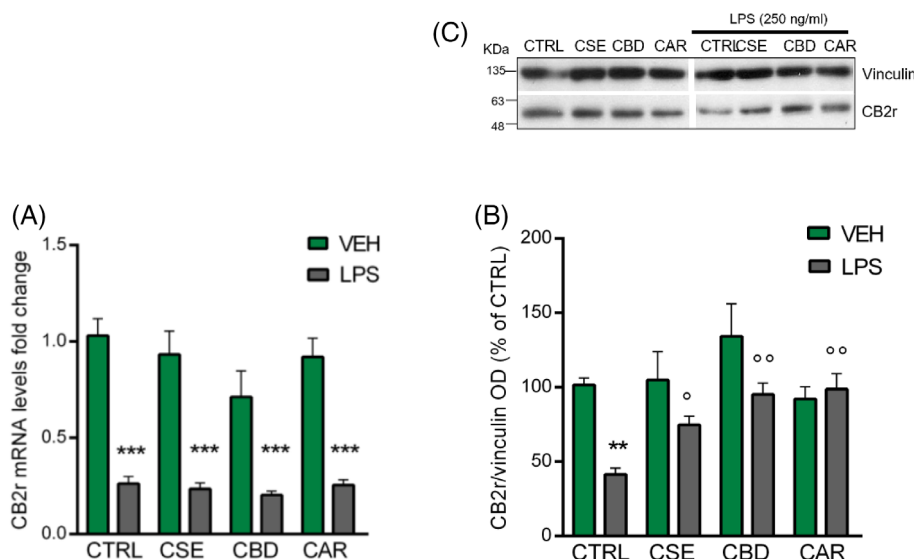 (C)
LPS (250 ng/ml)
KDa CTRL CSE CBD CAR CTRL CSE CBD CAR
135 Vinculin
63
CB2r
48
(A)
1.5
1.0
0.5
0.0
CB2r mRNA levels fold change
VEH
LPS
*** *** *** ***
CTRL CSE CBD CAR
(B)
200
150
100
50
0
CB2r/vinculin OD (% of CTRL)
VEH
LPS
** ° °° °°
CTRL CSE CBD CAR